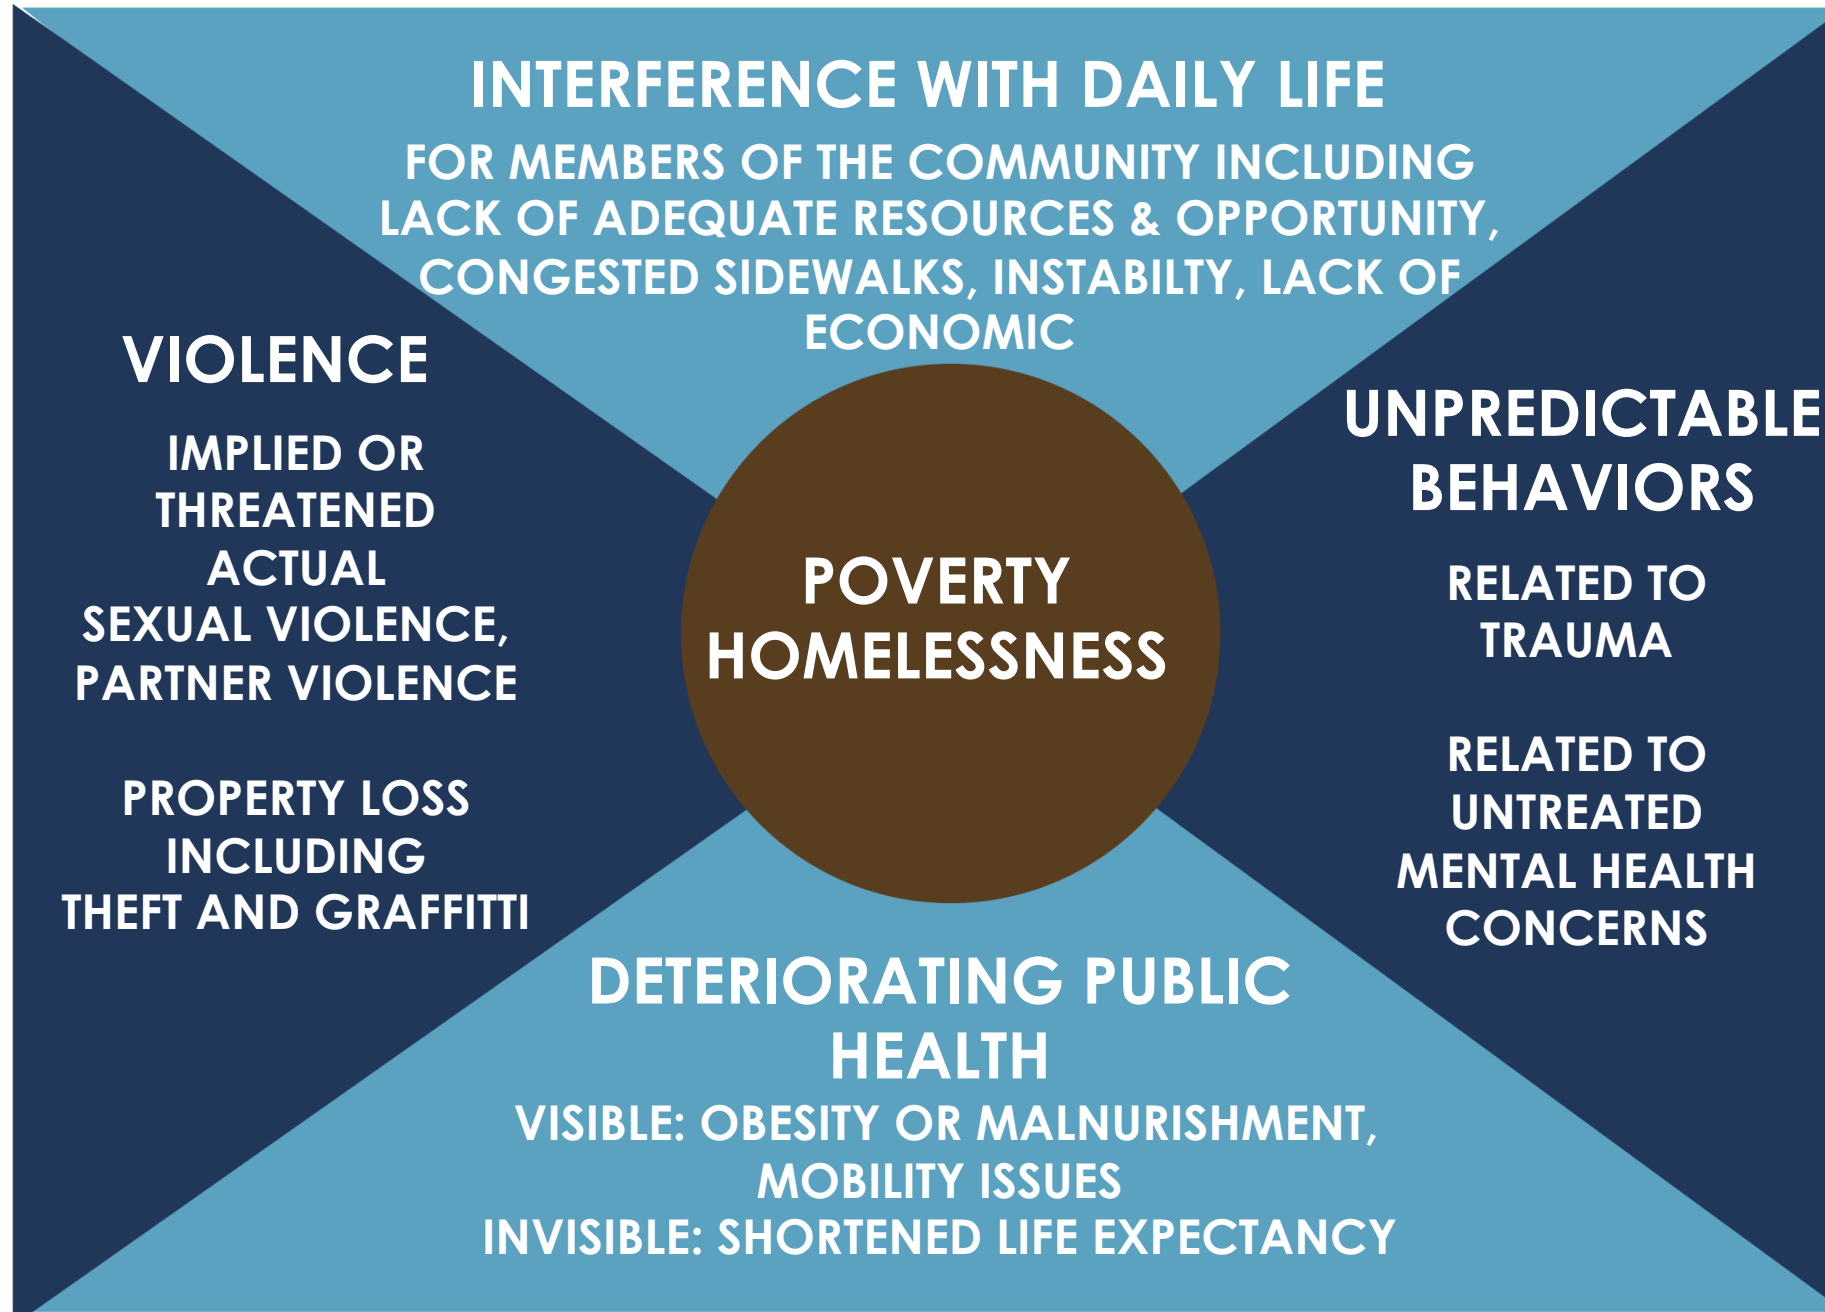 INTERFERENCE WITH DAILY LIFE
FOR MEMBERS OF THE COMMUNITY INCLUDING
LACK OF ADEQUATE RESOURCES & OPPORTUNITY,
CONGESTED SIDEWALKS, INSTABILTY, LACK OF
ECONOMIC
VIOLENCE
IMPLIED OR
THREATENED
ACTUAL
SEXUAL VIOLENCE,
PARTNER VIOLENCE
PROPERTY LOSS
INCLUDING
THEFT AND GRAFFITTI
POVERTY
HOMELESSNESS
UNPREDICTABLE
BEHAVIORS
RELATED TO
TRAUMA
RELATED TO
UNTREATED
MENTAL HEALTH
CONCERNS
DETERIORATING PUBLIC
HEALTH
VISIBLE: OBESITY OR MALNURISHMENT,
MOBILITY ISSUES
INVISIBLE: SHORTENED LIFE EXPECTANCY